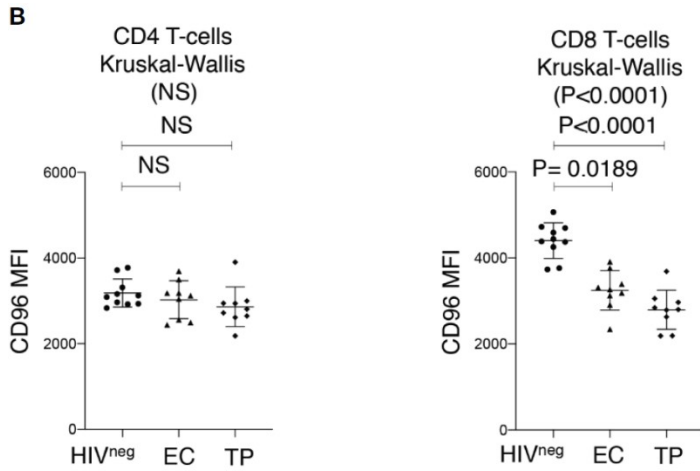 B
CD4 T-cells
Kruskal-Wallis
(NS)
NS
NS
6000
4000
2000
0
CD96 MFI
HIVneg
EC
TP
CD8 T-cells
Kruskal-Wallis
(P<0.0001)
P<0.0001
P= 0.0189
6000
4000
2000
0
CD96 MFI
HIVneg
EC
TP